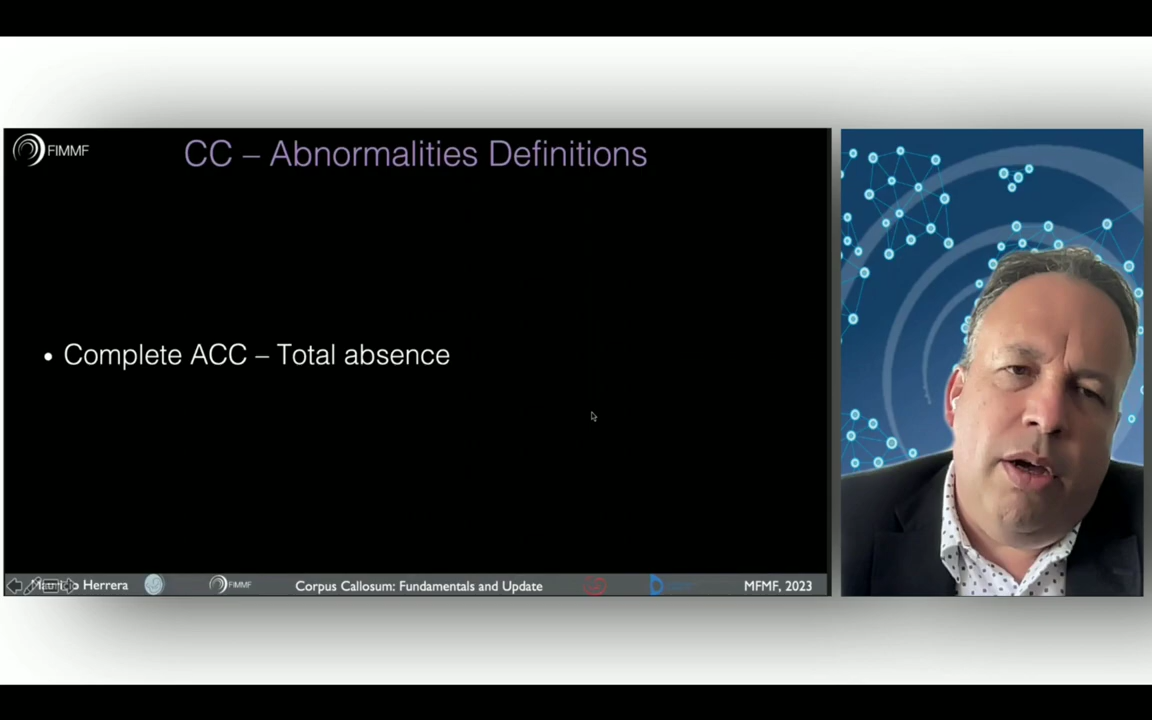 FIMMF
CC – Abnormalities Definitions
• Complete ACC – Total absence
Herrera
FIMMF
Corpus Callosum: Fundamentals and Update
MFMF, 2023